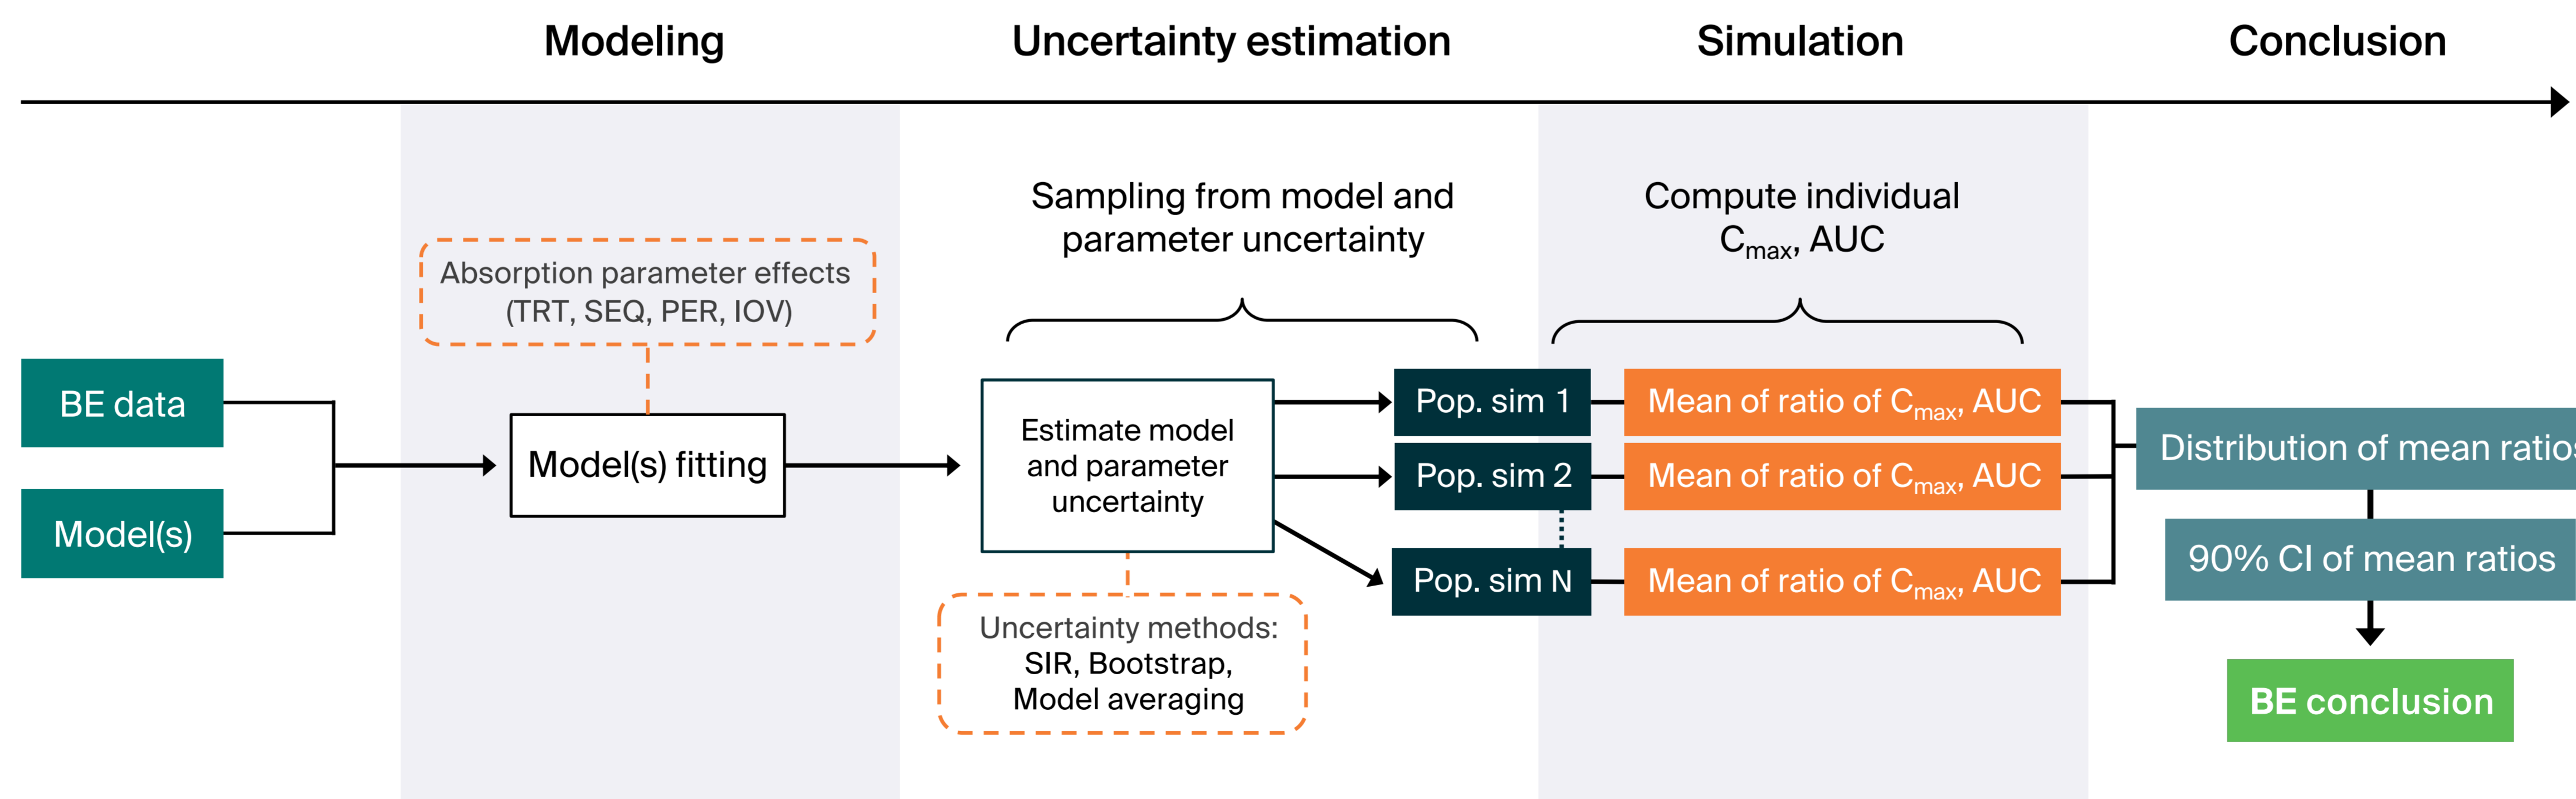 Modeling
Uncertainty estimation
Simulation
Conclusion
Sampling from model and
parameter uncertainty
Compute individual
Cmax, AUC
Absorption parameter effects
(TRT, SEQ, PER, IOV)
BE data
Model(s)
Model(s) fitting
Estimate model
and parameter
uncertainty
Uncertainty methods:
SIR, Bootstrap,
Model averaging
Pop. sim 1
Mean of ratio of Cmax, AUC
Pop. sim 2
Mean of ratio of Cmax, AUC
Pop. sim N
Mean of ratio of Cmax, AUC
Distribution of mean ratios
90% CI of mean ratios
BE conclusion